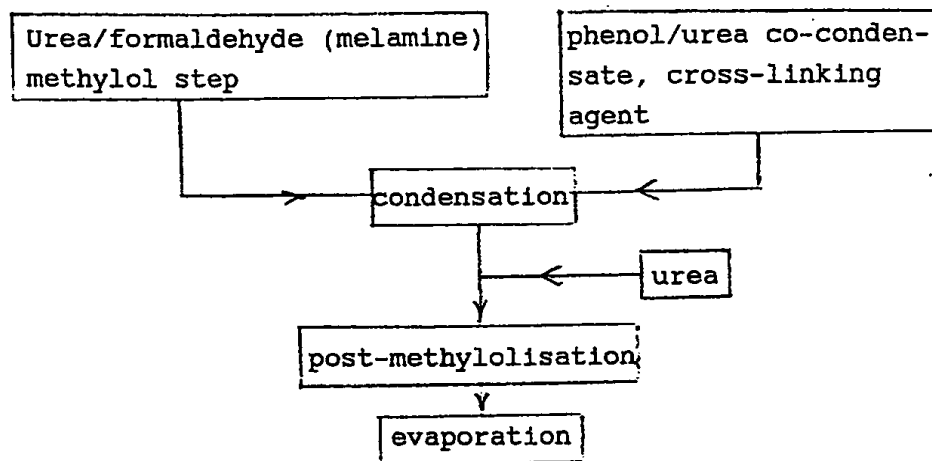 Urea/formaldehyde (melamine)
methylol step
phenol/urea co-conden-
sate, cross-linking
agent
condensation
urea
post-methylolisation
evaporation